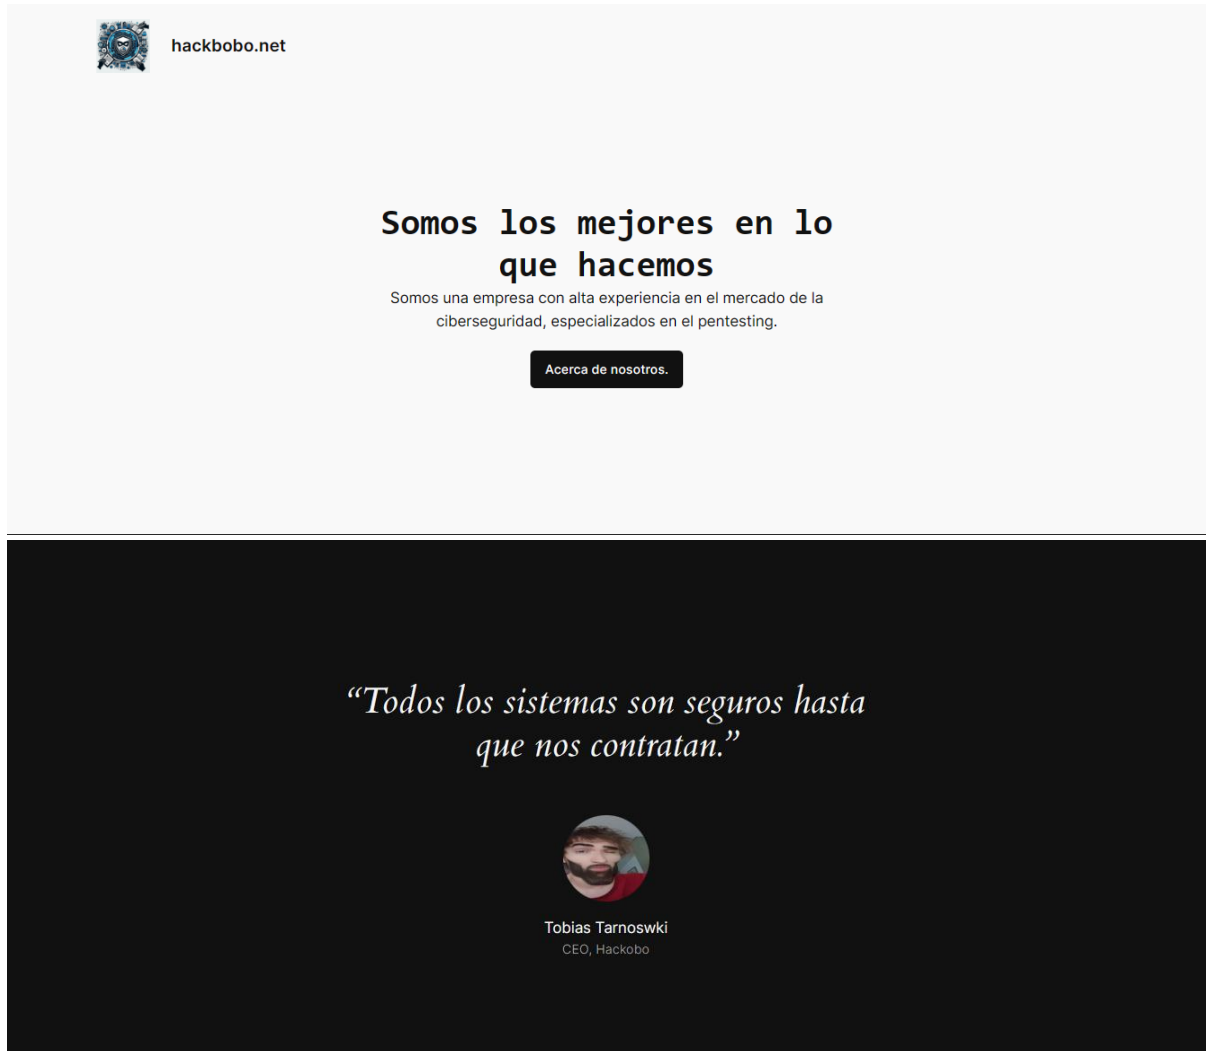 hackbobo.net
Somos los mejores en lo
que hacemos
Somos una empresa con alta experiencia en el mercado de la
ciberseguridad, especializados en el pentesting.
Acerca de nosotros.
“Todos los sistemas son seguros hasta
que nos contratan.”
Tobias Tarnoswki
CEO, Hackobo